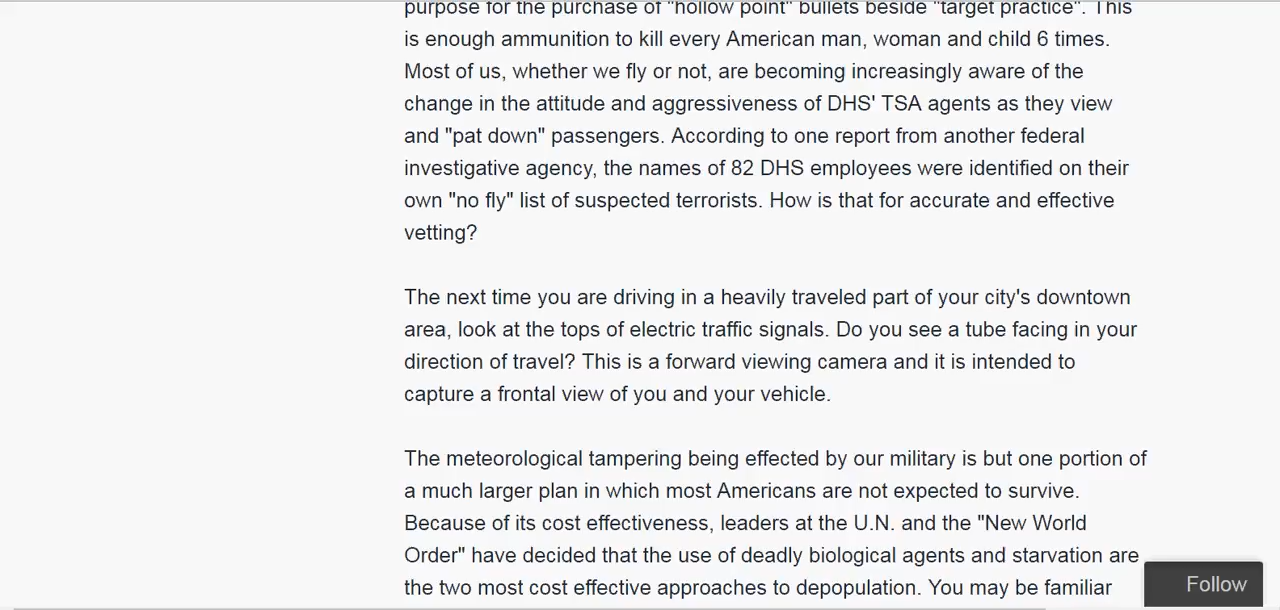 purpose for the purchase of "hollow point" bullets beside "target practice". This
is enough ammunition to kill every American man, woman and child 6 times.
Most of us, whether we fly or not, are becoming increasingly aware of the
change in the attitude and aggressiveness of DHS' TSA agents as they view
and "pat down" passengers. According to one report from another federal
investigative agency, the names of 82 DHS employees were identified on their
own "no fly" list of suspected terrorists. How is that for accurate and effective
vetting?
The next time you are driving in a heavily traveled part of your city's downtown
area, look at the tops of electric traffic signals. Do you see a tube facing in your
direction of travel? This is a forward viewing camera and it is intended to
capture a frontal view of you and your vehicle.
The meteorological tampering being effected by our military is but one portion of
a much larger plan in which most Americans are not expected to survive.
Because of its cost effectiveness, leaders at the U.N. and the "New World
Order" have decided that the use of deadly biological agents and starvation are
the two most cost effective approaches to depopulation. You may be familiar
Follow